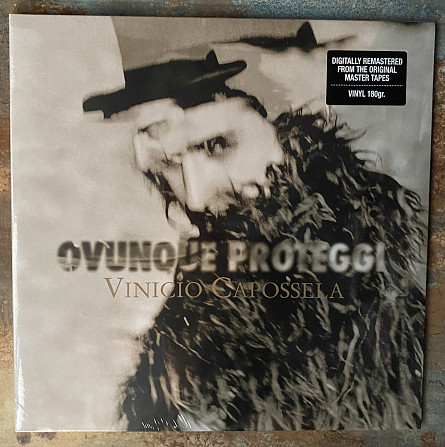 DIGITALLY REMASTERED
FROM THE ORIGINAL
MASTER TAPES
VINYL 180gr.
OVUNQUE PROTEGGI
VINICIO CAPOSSELA